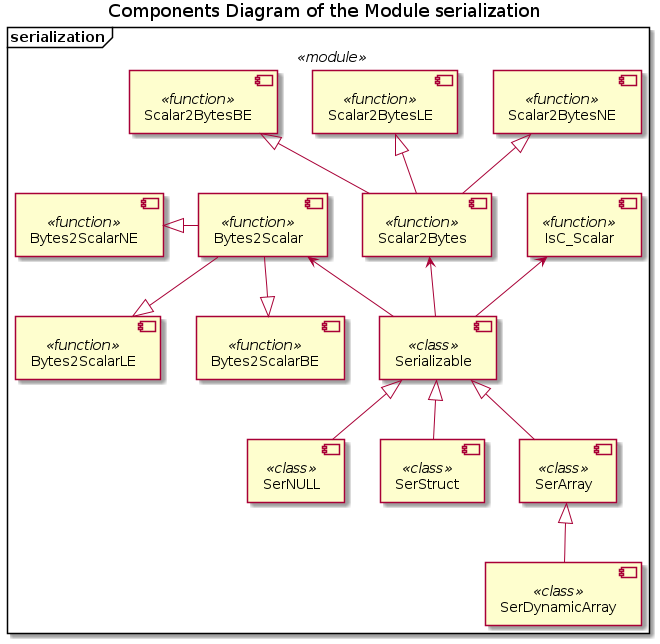 Components Diagram of the Module serialization
serialization
«module»
«function»
Scalar2BytesBE
«function»
Scalar2BytesLE
«function»
Scalar2BytesNE
«function»
Bytes2ScalarNE
«function»
Bytes2Scalar
«function»
Scalar2Bytes
«function»
IsC_Scalar
«function»
Bytes2ScalarLE
«function»
Bytes2ScalarBE
«class»
Serializable
«class»
SerNULL
«class»
SerStruct
«class»
SerArray
«class»
SerDynamicArray